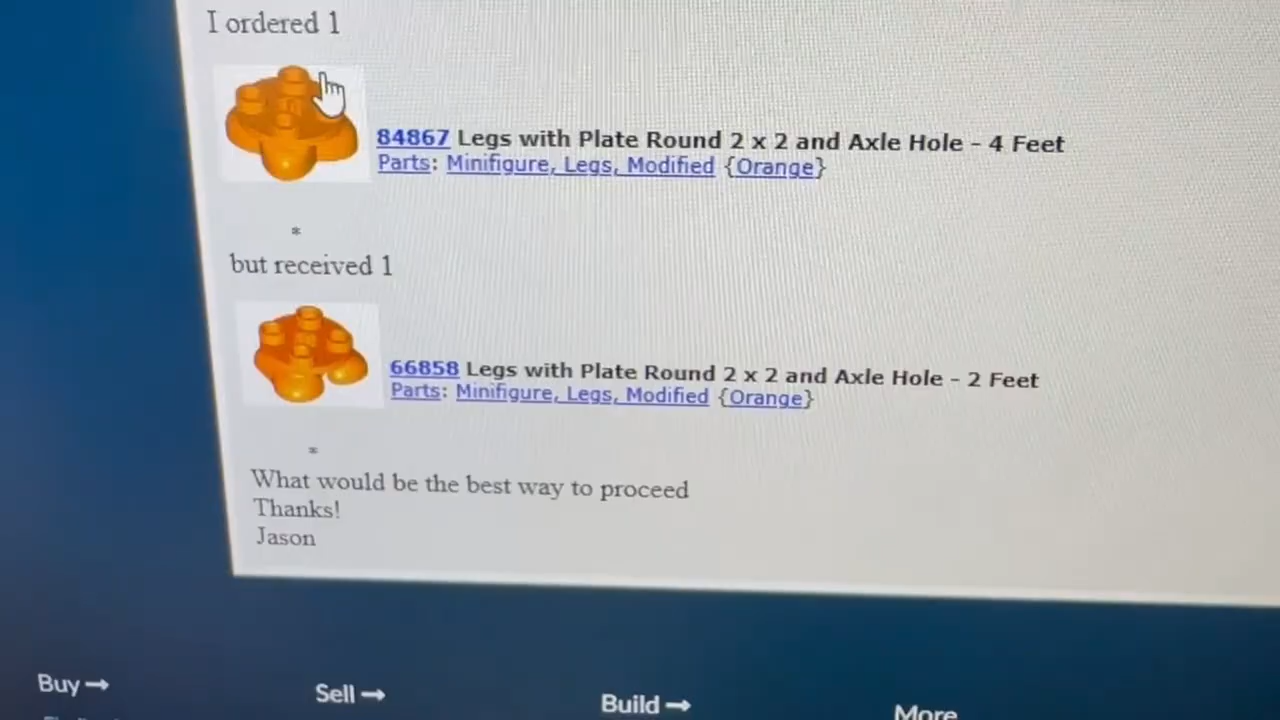 I ordered 1
84867 Legs with Plate Round 2 x 2 and Axle Hole - 4 Feet
Parts: Minifigure, Legs, Modified {Orange}
*
but received 1
66858 Legs with Plate Round 2 x 2 and Axle Hole - 2 Feet
Parts: Minifigure, Legs, Modified {Orange}
*
What would be the best way to proceed
Thanks!
Jason
Buy→ Sell→ Build→ More